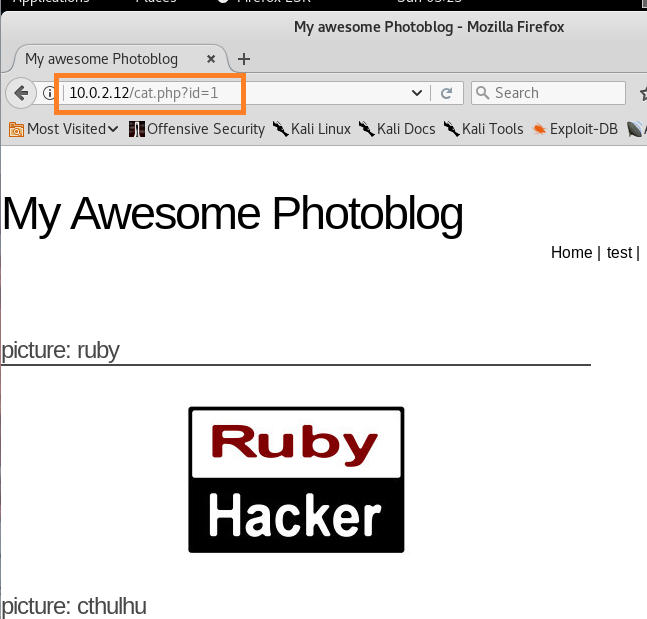 My awesome Photoblog - Mozilla Firefox
My awesome Photoblog
10.0.2.12/cat.php?id=1
Search
Most Visited Offensive Security Kali Linux Kali Docs Kali Tools Exploit-DB
My Awesome Photoblog
Home | test |
picture: ruby
Ruby
Hacker
picture: cthulhu